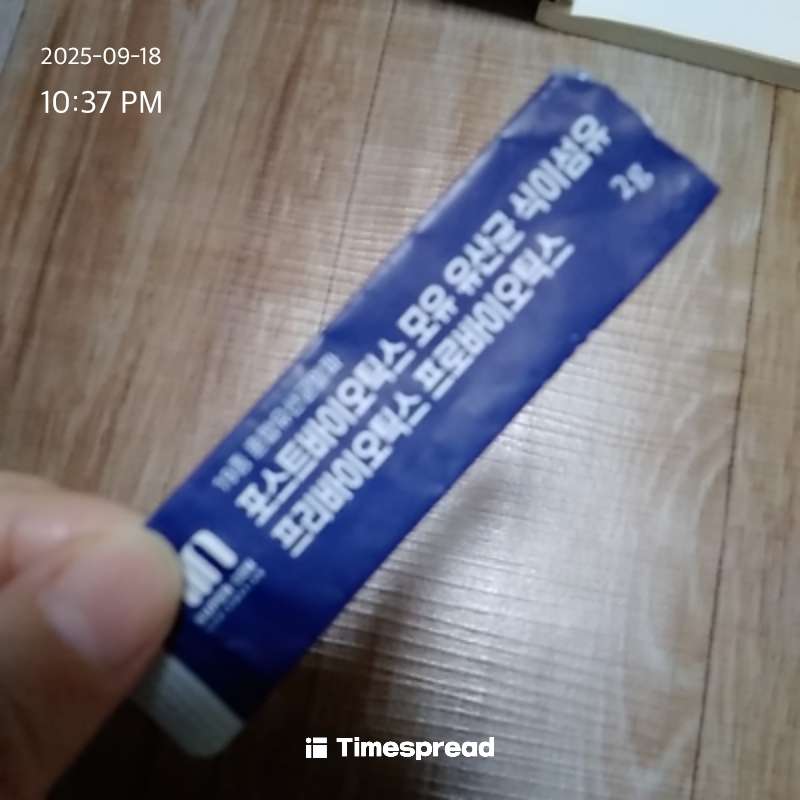 2025-09-18
10:37 PM
포스트바이오틱스 모유 유산균 식이섬유
프리바이오틱스 프로바이오틱스
2g
Timespread